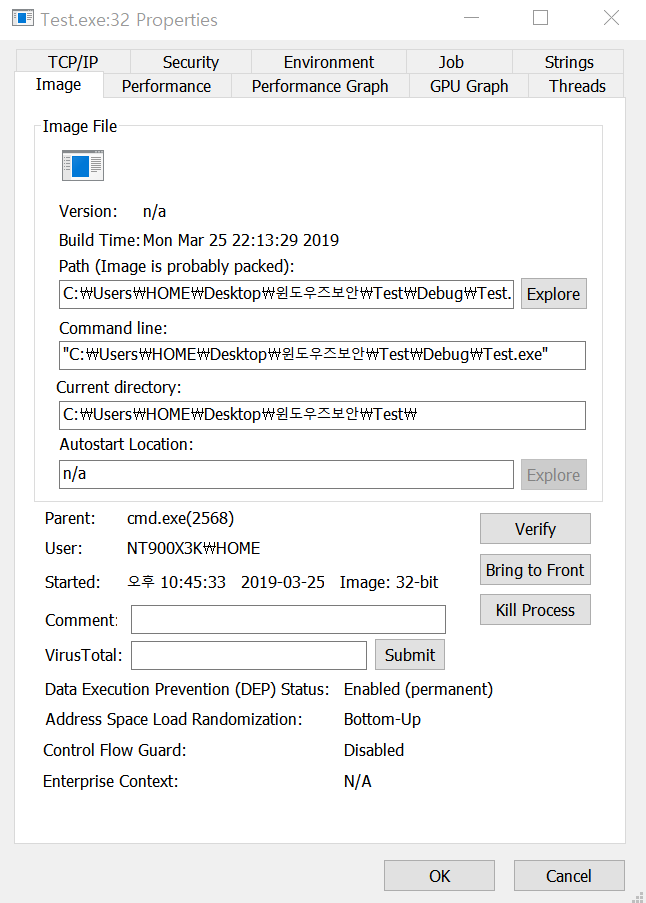 Test.exe:32 Properties
TCP/IP Security Environment Job Strings
Image Performance Performance Graph GPU Graph Threads
Image File
Version: n/a
Build Time: Mon Mar 25 22:13:29 2019
Path (Image is probably packed):
C:₩Users₩HOME₩Desktop₩윈도우즈보안₩Test₩Debug₩Test. Explore
Command line:
"C:₩Users₩HOME₩Desktop₩윈도우즈보안₩Test₩Debug₩Test.exe"
Current directory:
C:₩Users₩HOME₩Desktop₩윈도우즈보안₩Test₩
Autostart Location:
n/a Explore
Parent: cmd.exe(2568) Verify
User: NT900X3K₩HOME
Bring to Front
Started: 오후 10:45:33 2019-03-25 Image: 32-bit
Kill Process
Comment:
VirusTotal: Submit
Data Execution Prevention (DEP) Status: Enabled (permanent)
Address Space Load Randomization: Bottom-Up
Control Flow Guard: Disabled
Enterprise Context: N/A
OK Cancel